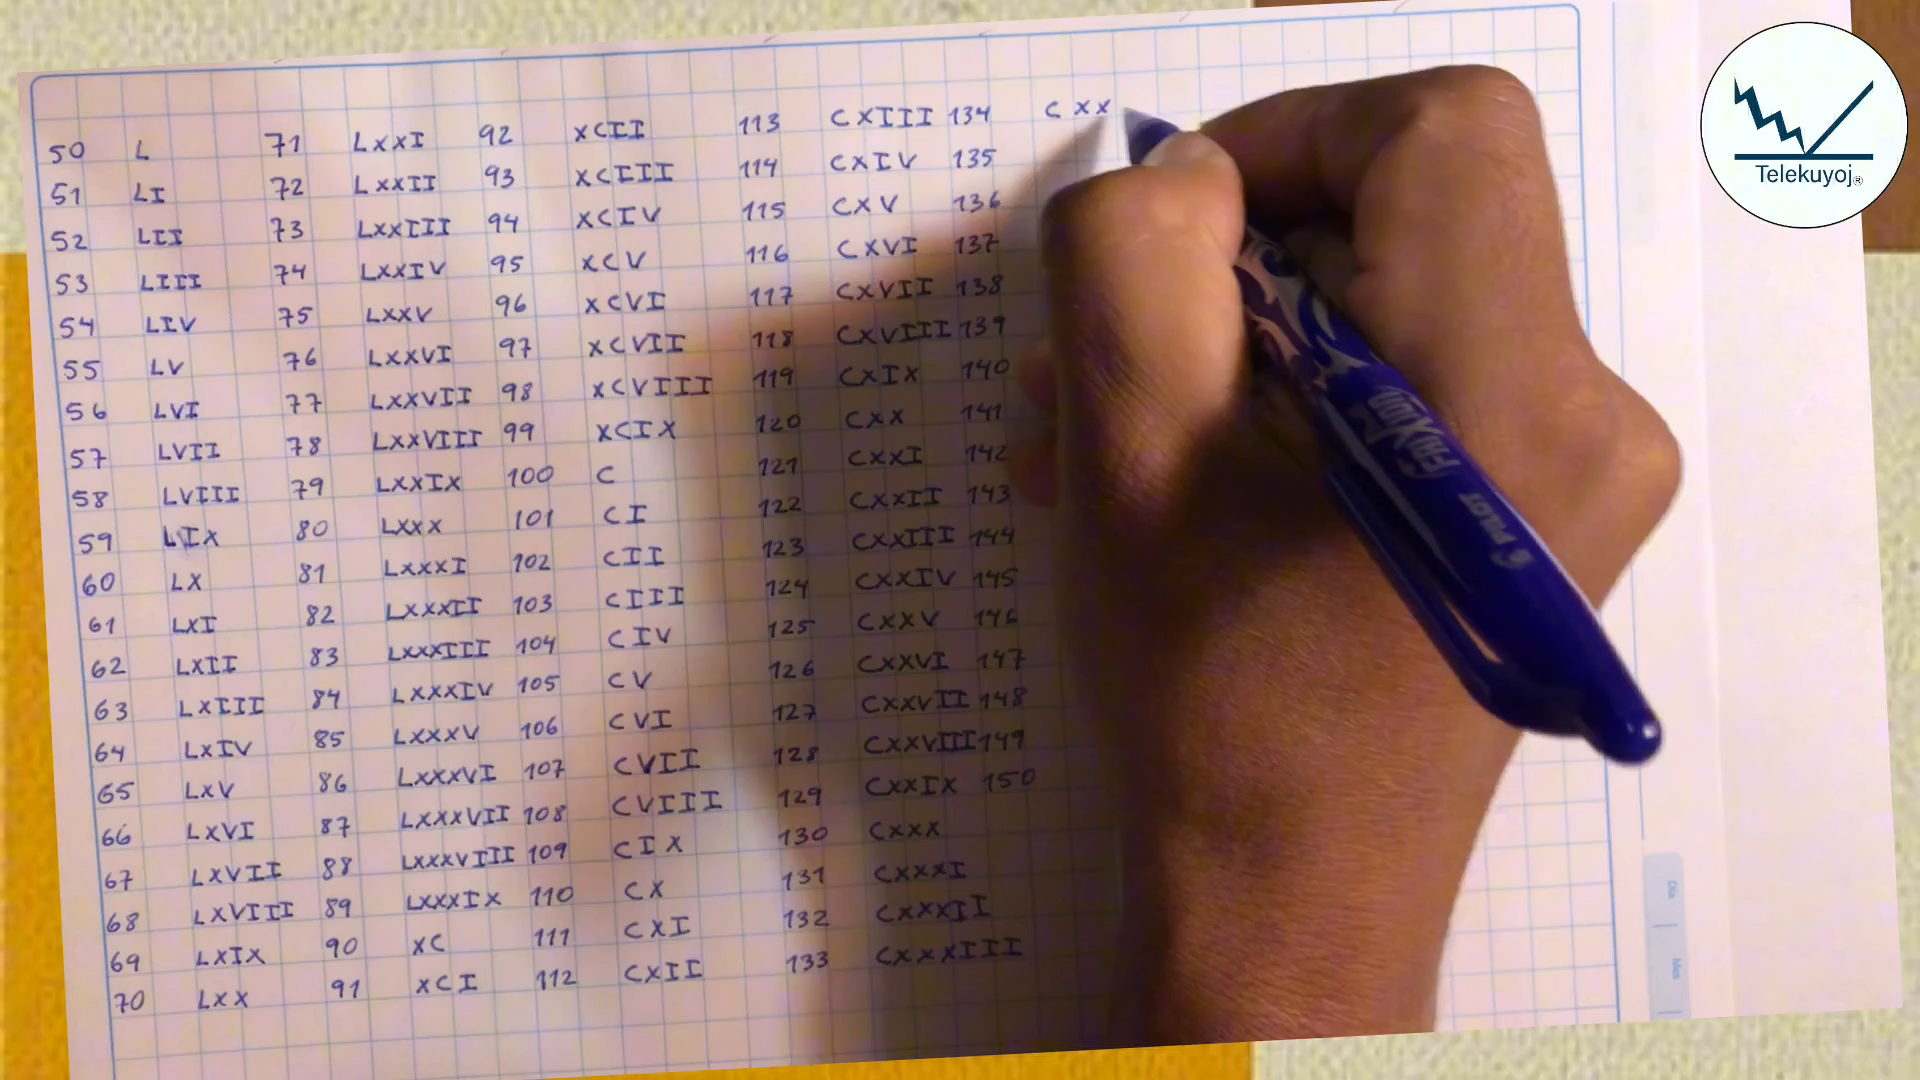 50 L 71 LXXI 92 XCII 113 CXIII 134 CXX
51 LI 72 LXXII 93 XCIII 114 CXIV 135
52 LII 73 LXXIII 94 XCIV 115 CXV 136
53 LIII 74 LXXIV 95 XCV 116 CXVI 137
54 LIV 75 LXXV 96 XCVI 117 CXVII 138
55 LV 76 LXXVI 97 XCVII 118 CXVIII 139
56 LVI 77 LXXVII 98 XCVIII 119 CXIX 140
57 LVII 78 LXXVIII 99 XCIX 120 CXX 141
58 LVIII 79 LXXIX 100 C 121 CXXI 142
59 LIX 80 LXXX 101 CI 122 CXXII 143
60 LX 81 LXXXI 102 CII 123 CXXIII 144
61 LXI 82 LXXXII 103 CIII 124 CXXIV 145
62 LXII 83 LXXXIII 104 CIV 125 CXXV 146
63 LXIII 84 LXXXIV 105 CV 126 CXXVI 147
64 LXIV 85 LXXXV 106 CVI 127 CXXVII 148
65 LXV 86 LXXXVI 107 CVII 128 CXXVIII 149
66 LXVI 87 LXXXVII 108 CVIII 129 CXXIX 150
67 LXVII 88 LXXXVIII 109 CIX 130 CXXX
68 LXVIII 89 LXXXIX 110 CX 131 CXXXI
69 LXIX 90 XC 111 CXI 132 CXXXII
70 LXX 91 XCI 112 CXII 133 CXXXIII
Telekuyoj®
FRIXION
PILOT
Día
Mes